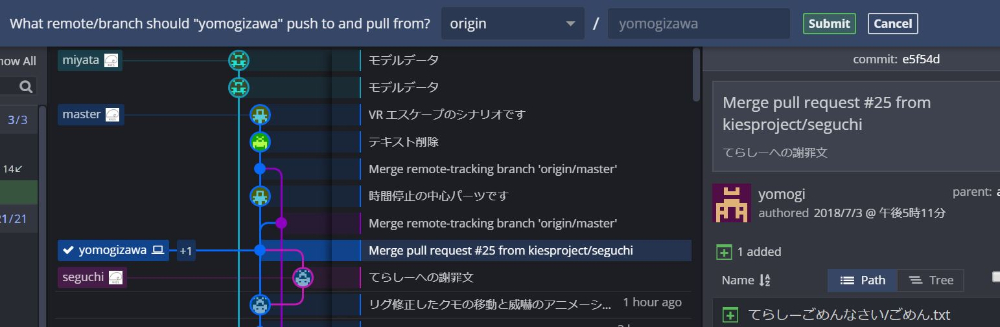 What remote/branch should "yomogizawa" push to and pull from? origin / yomogizawa Submit Cancel
how All
3/3
14
21/21
miyata モデルデータ
モデルデータ
master VR エスケープのシナリオです
テキスト削除
Merge remote-tracking branch 'origin/master'
時間停止の中心パーツです
Merge remote-tracking branch 'origin/master'
yomogizawa +1 Merge pull request #25 from kiesproject/seguchi
seguchi てらしーへの謝罪文
リグ修正したクモの移動と威嚇のアニメーシ... 1 hour ago
commit: e5f54d
Merge pull request #25 from
kiesproject/seguchi
てらしーへの謝罪文
yomogi parent:
authored 2018/7/3 @ 午後5時11分
1 added
Name Path Tree
てらしーごめんなさい/ごめん.txt